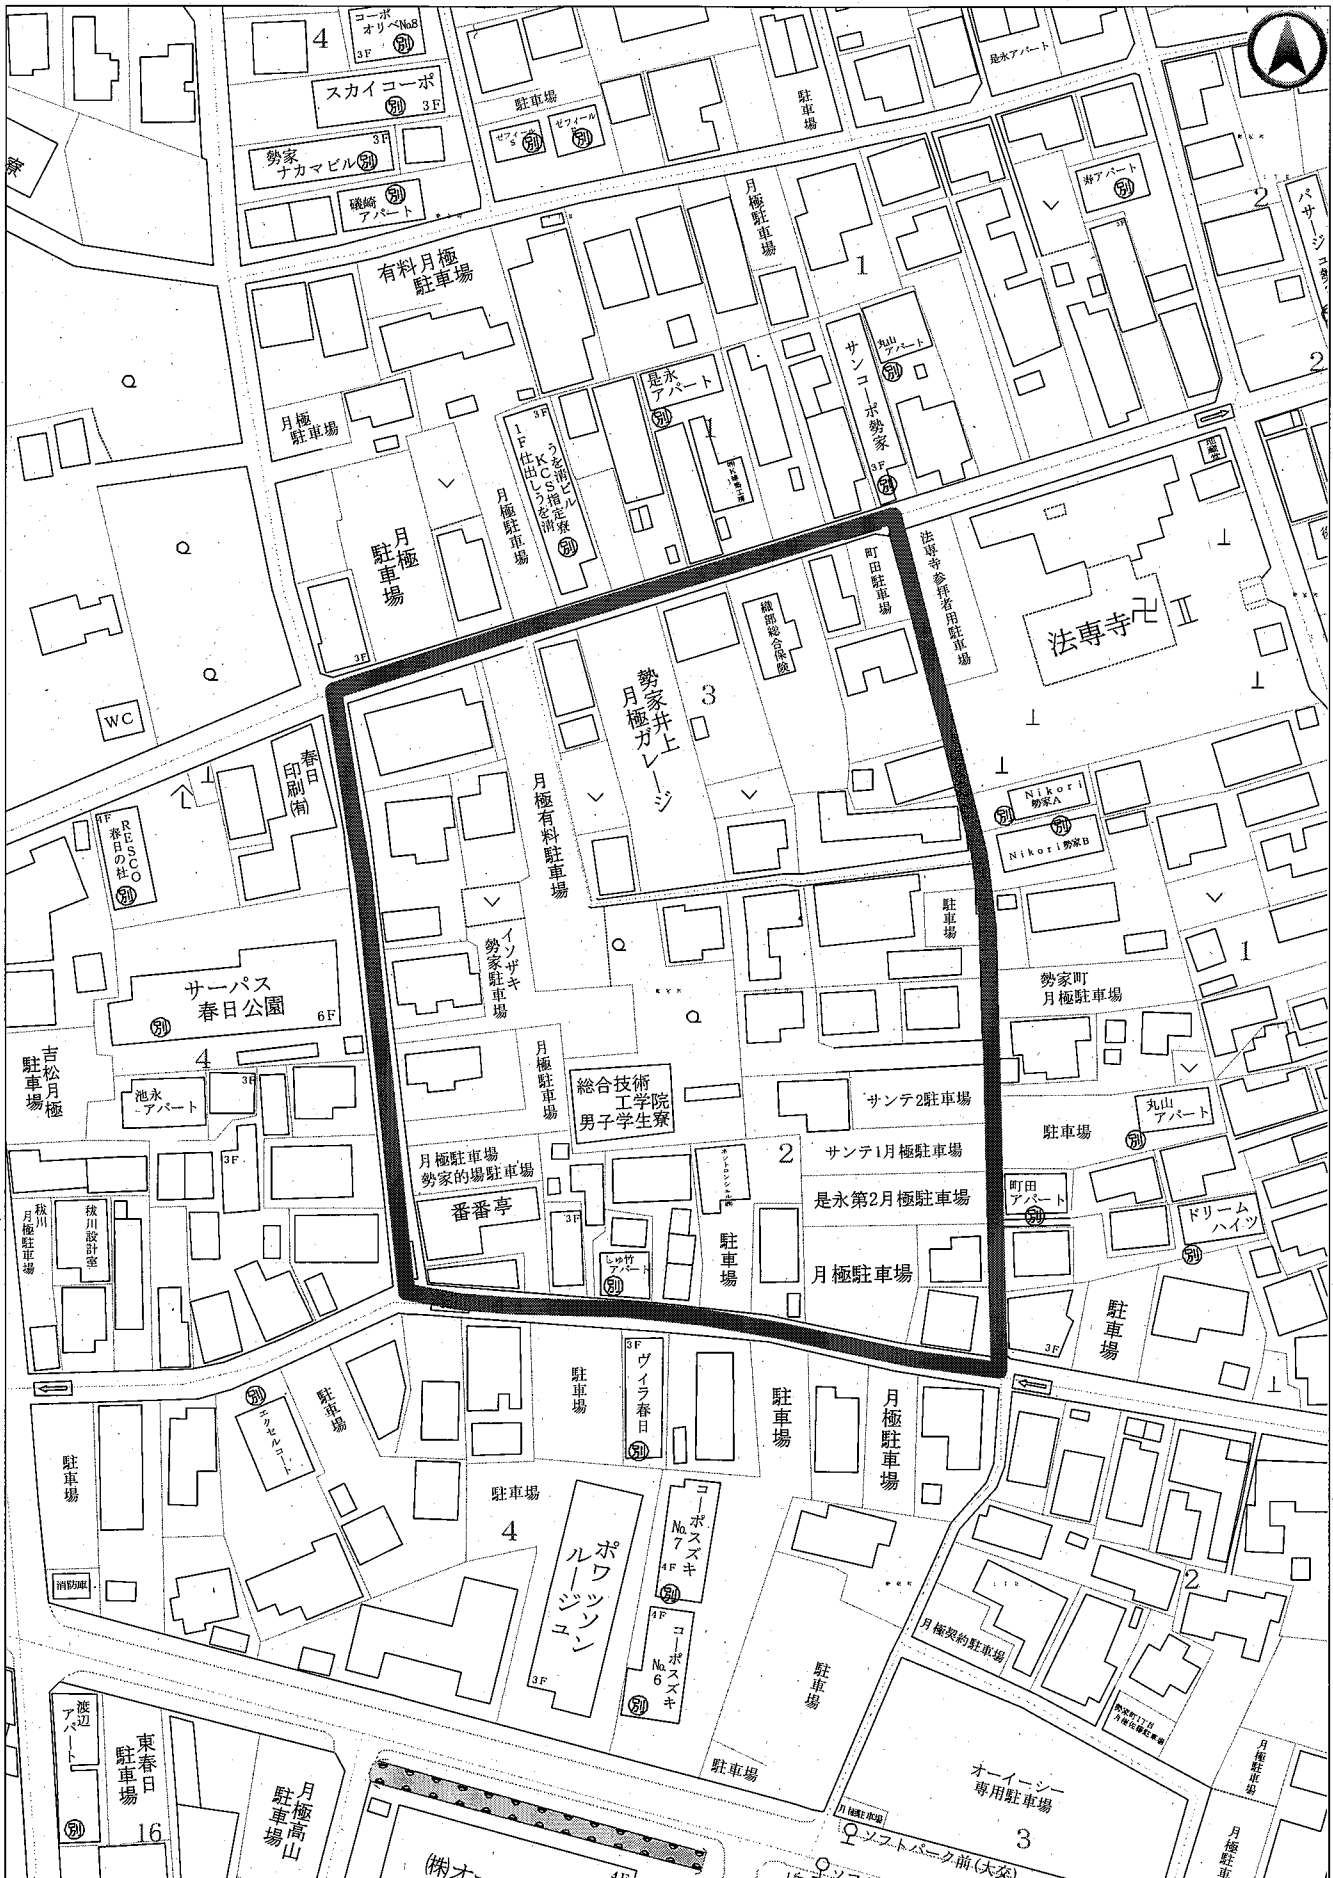 コーポ
オリベNo.8
3F
別
4
スカイコーポ
別 3F
駐車場
是永アパート
駐車場
ゼフィール
S
別
ゼフィール
別
寮
3F
勢家
ナカマビル 別
礒崎
アパート
別
寿アパート
別
3F
2
有料月極
駐車場
月極駐車場
1
丸山
アパート
別
サンコーポ勢家
3F
別
2
是永
アパート
別
1
月極
駐車場
3F
うを清ビル
KCS指定寮
1F仕出しうを清
別
月極駐車場
月極
駐車場
3F
地蔵堂
町田駐車場
法専寺参拝者用駐車場
法専寺
織部総合保険
勢家井上
月極ガレージ
3
WC
春日
印刷(有)
4F
RESCO
春日の杜
別
月極有料駐車場
Nikori
勢家A
別
Nikori勢家B
別
駐車場
イソザキ
勢家駐車場
サーパス
春日公園
別
6F
勢家町
月極駐車場
1
4
吉松月極
駐車場
池永
アパート
3F
3F
月極駐車場
総合技術
工学院
男子学生寮
サンテ2駐車場
丸山
アパート
別
駐車場
月極駐車場
勢家的場駐車場
2
サンテ1月極駐車場
番番亭
3F
是永第2月極駐車場
町田
アパート
別
ドリーム
ハイツ
別
秡川
月極駐車場
秡川設計室
しゅ竹
アパート
別
駐車場
月極駐車場
駐車場
3F
3F
ヴィラ春日
別
駐車場
駐車場
月極駐車場
駐車場
別
エクセルコート
駐車場
駐車場
4
ポワッソン
ルージュ
3F
コーポスズキ
No.7
4F
別
4F
コーポスズキ
No.6
別
2
消防庫
月極契約駐車場
駐車場
渡辺
アパート
別
東春日
駐車場
16
月極高山
駐車場
駐車場
オーイーシー
専用駐車場
月極駐車場
月極駐車場
3
ソフトパーク前(大交)
月極駐車
(株)オ
4F